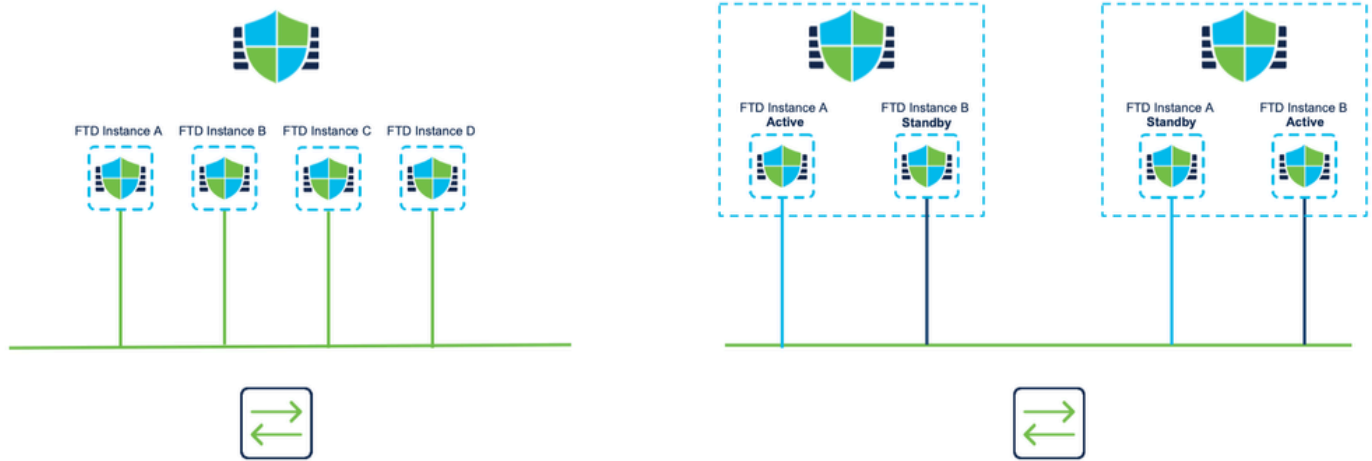 FTD Instance A
FTD Instance B
FTD Instance C
FTD Instance D
FTD Instance A
Active
FTD Instance B
Standby
FTD Instance A
Standby
FTD Instance B
Active